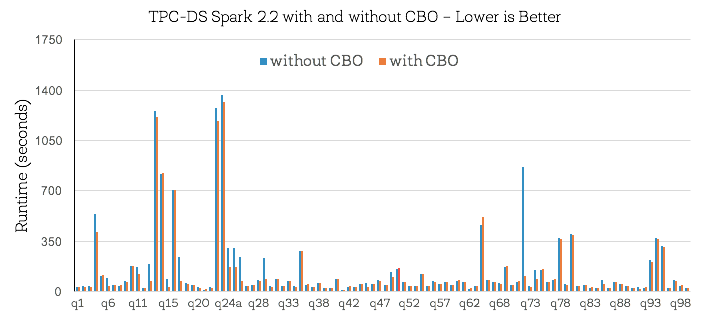 TPC-DS Spark 2.2 with and without CBO – Lower is Better
without CBO with CBO
Runtime (seconds)
1750
1400
1050
700
350
0
q1 q6 q11 q15 q20 q24a q28 q33 q38 q43 q47 q52 q57 q62 q68 q73 q78 q83 q88 q93 q98